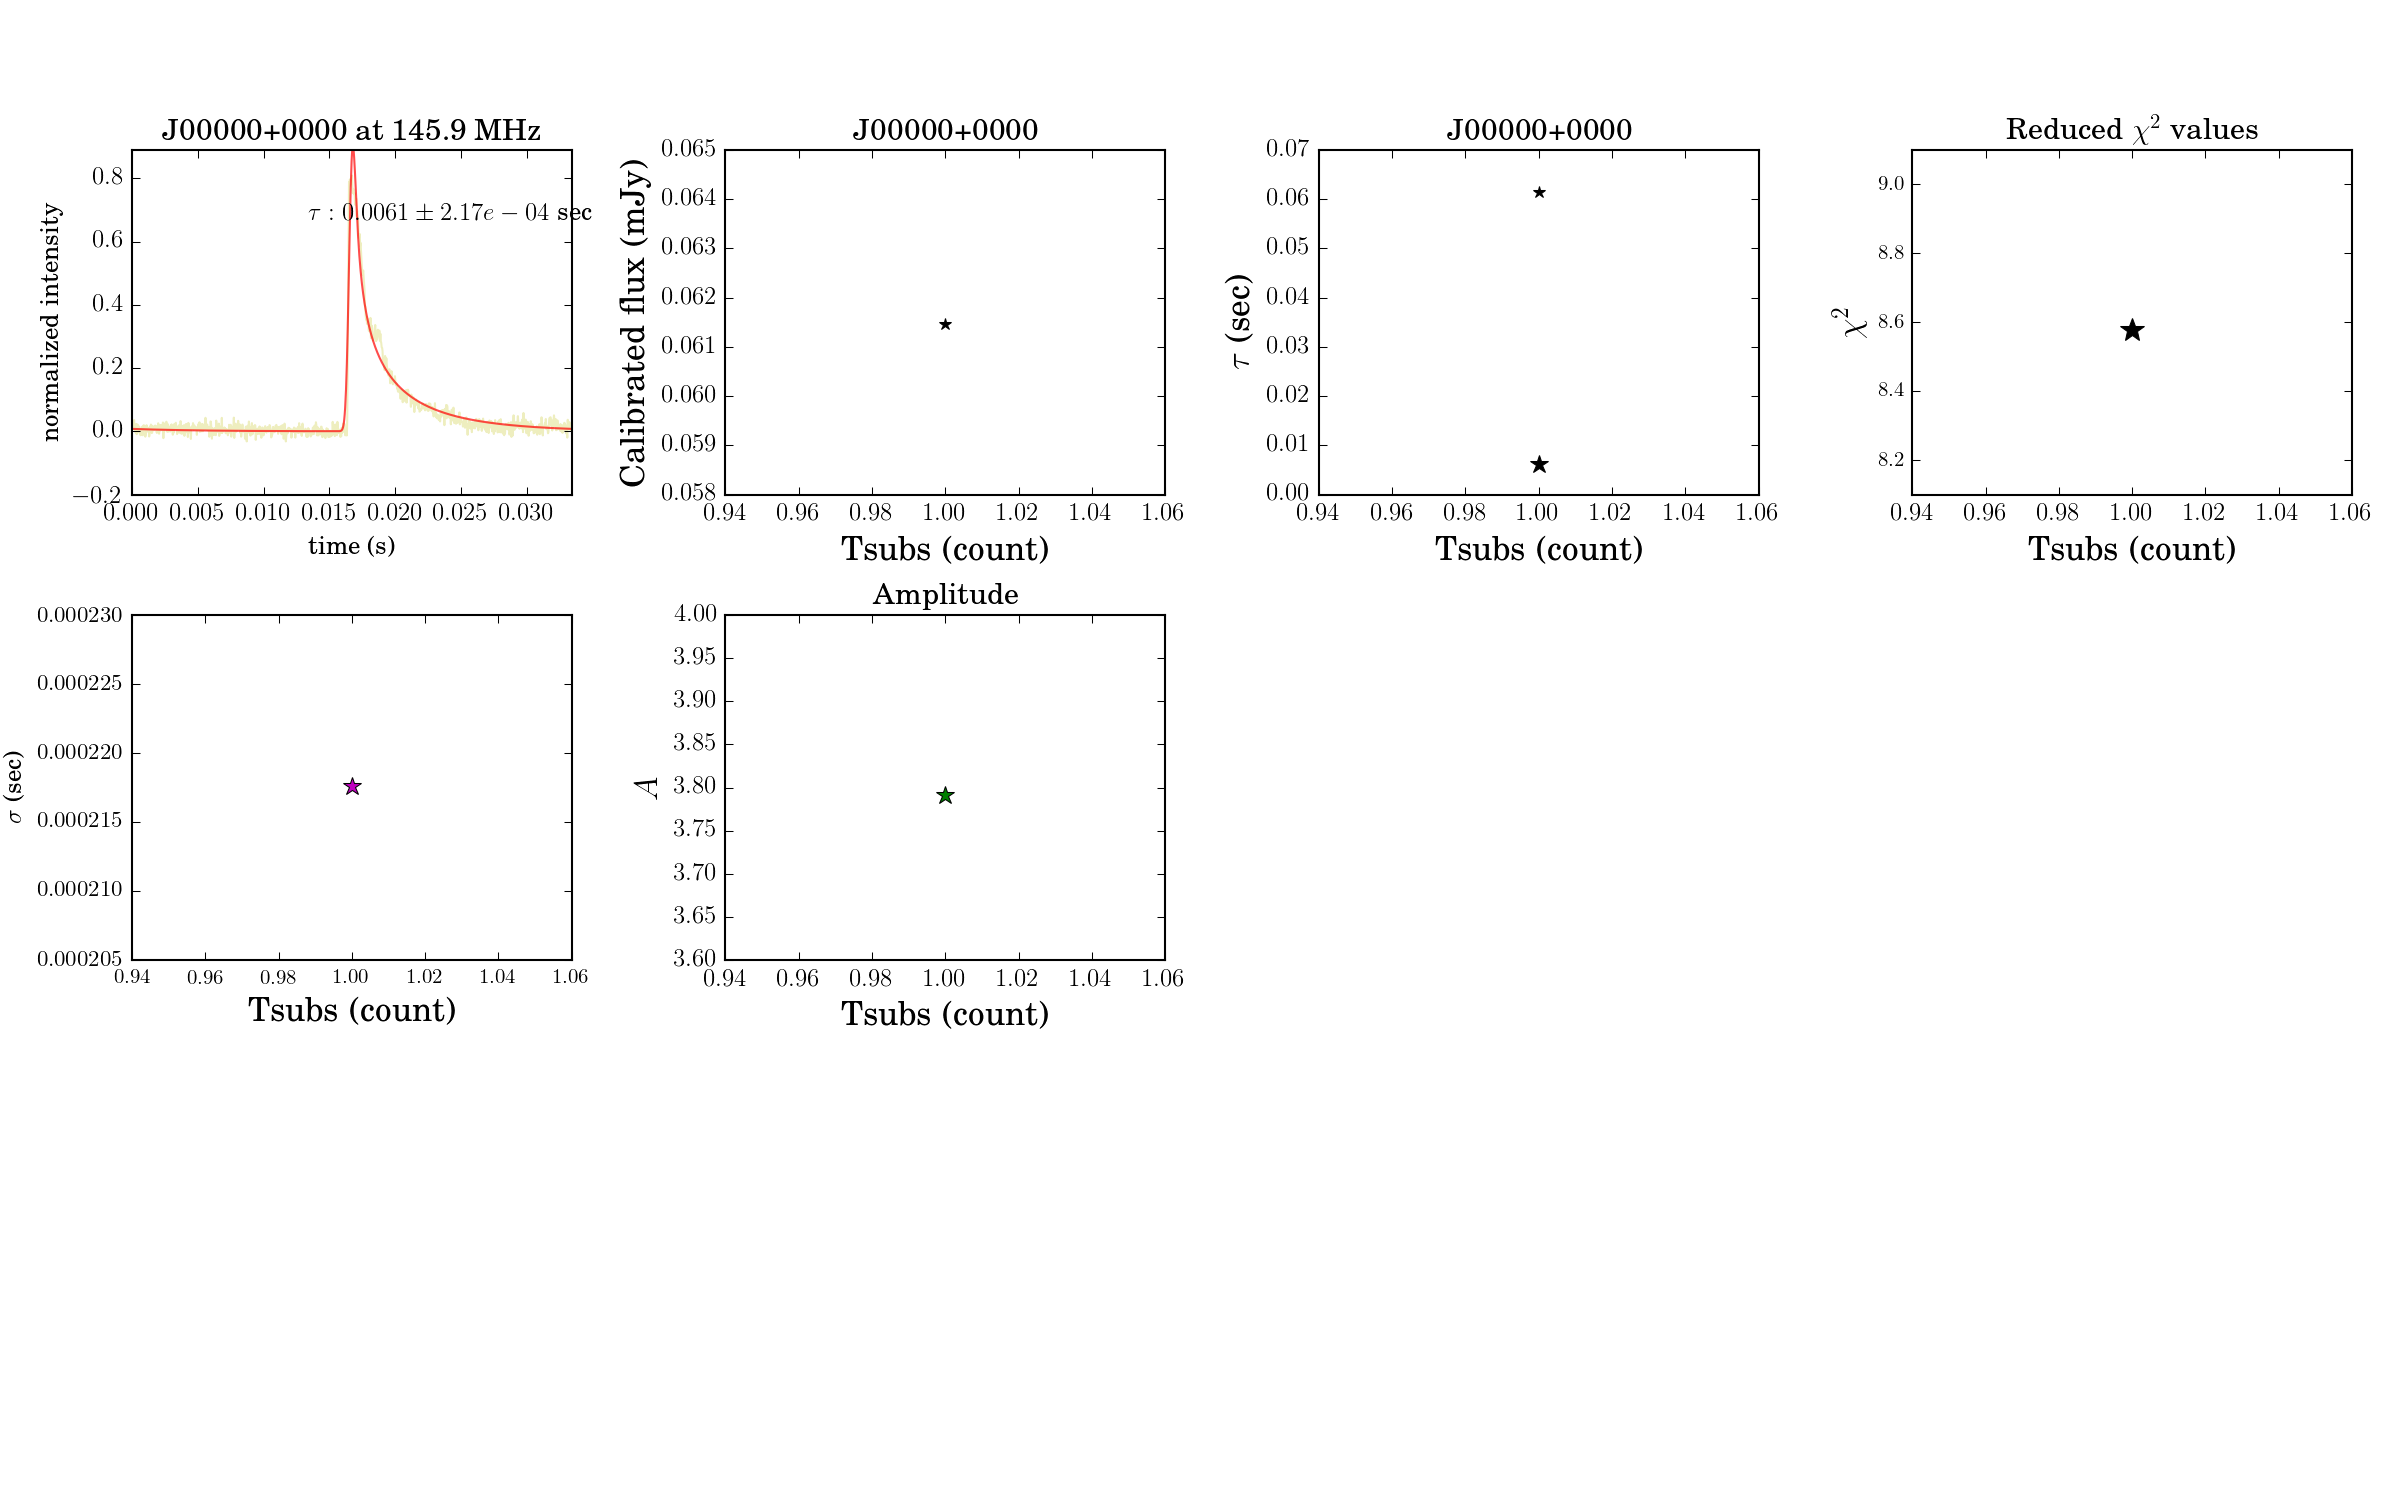 J00000+0000 at 145.9 MHz
normalized intensity
0.8
0.6
0.4
0.2
0.0
−0.2
τ : 0.0061 ± 2.17e − 04 sec
0.000 0.005 0.010 0.015 0.020 0.025 0.030
time (s)
J00000+0000
Calibrated flux (mJy)
0.065
0.064
0.063
0.062
0.061
0.060
0.059
0.058
0.94 0.96 0.98 1.00 1.02 1.04 1.06
Tsubs (count)
J00000+0000
τ (sec)
0.07
0.06
0.05
0.04
0.03
0.02
0.01
0.00
0.94 0.96 0.98 1.00 1.02 1.04 1.06
Tsubs (count)
Reduced χ² values
χ²
9.0
8.8
8.6
8.4
8.2
0.94 0.96 0.98 1.00 1.02 1.04 1.06
Tsubs (count)
σ (sec)
0.000230
0.000225
0.000220
0.000215
0.000210
0.000205
0.94 0.96 0.98 1.00 1.02 1.04 1.06
Tsubs (count)
Amplitude
A
4.00
3.95
3.90
3.85
3.80
3.75
3.70
3.65
3.60
0.94 0.96 0.98 1.00 1.02 1.04 1.06
Tsubs (count)